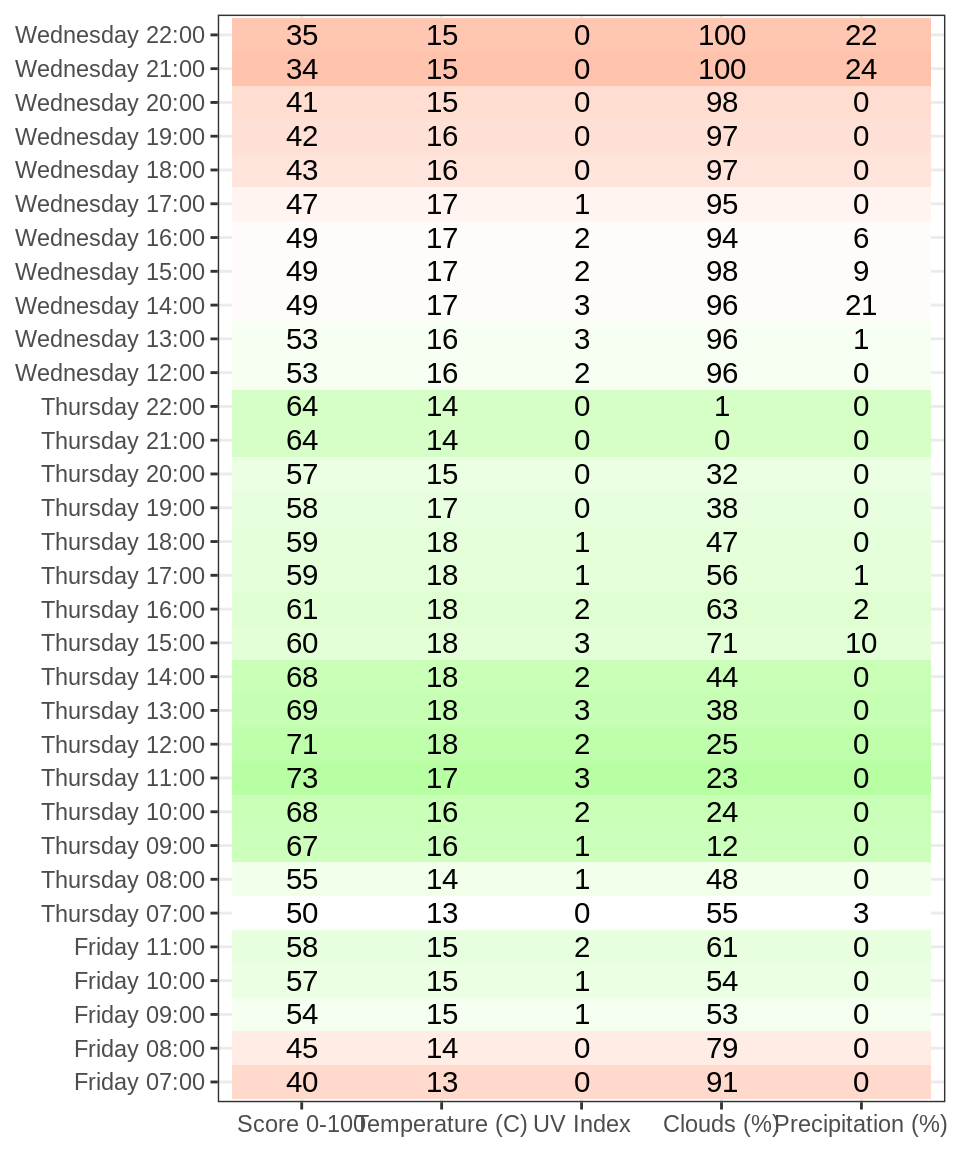 Wednesday 22:00 35 15 0 100 22
Wednesday 21:00 34 15 0 100 24
Wednesday 20:00 41 15 0 98 0
Wednesday 19:00 42 16 0 97 0
Wednesday 18:00 43 16 0 97 0
Wednesday 17:00 47 17 1 95 0
Wednesday 16:00 49 17 2 94 6
Wednesday 15:00 49 17 2 98 9
Wednesday 14:00 49 17 3 96 21
Wednesday 13:00 53 16 3 96 1
Wednesday 12:00 53 16 2 96 0
Thursday 22:00 64 14 0 1 0
Thursday 21:00 64 14 0 0 0
Thursday 20:00 57 15 0 32 0
Thursday 19:00 58 17 0 38 0
Thursday 18:00 59 18 1 47 0
Thursday 17:00 59 18 1 56 1
Thursday 16:00 61 18 2 63 2
Thursday 15:00 60 18 3 71 10
Thursday 14:00 68 18 2 44 0
Thursday 13:00 69 18 3 38 0
Thursday 12:00 71 18 2 25 0
Thursday 11:00 73 17 3 23 0
Thursday 10:00 68 16 2 24 0
Thursday 09:00 67 16 1 12 0
Thursday 08:00 55 14 1 48 0
Thursday 07:00 50 13 0 55 3
Friday 11:00 58 15 2 61 0
Friday 10:00 57 15 1 54 0
Friday 09:00 54 15 1 53 0
Friday 08:00 45 14 0 79 0
Friday 07:00 40 13 0 91 0
Score 0-100 Temperature (C) UV Index Clouds (%) Precipitation (%)